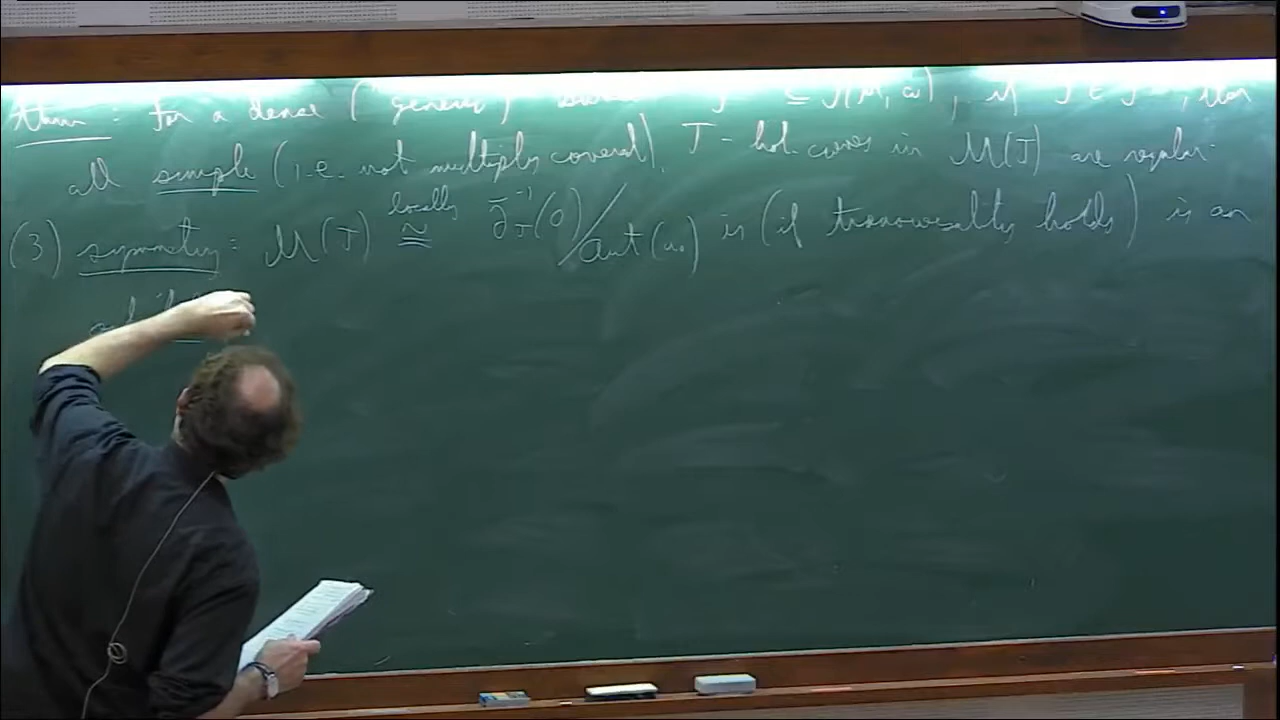 Thm : For a dense (generic) J ⊆ J(M, ω), if J ∈ J , then
all simple (i.e. not multiply covered) J-hol curves in M(J) are regular.
(3) symmetry : M(J) ≅ locally ∂̄_J^{-1}(0)/Aut(u₀) is (if transversality holds) is an